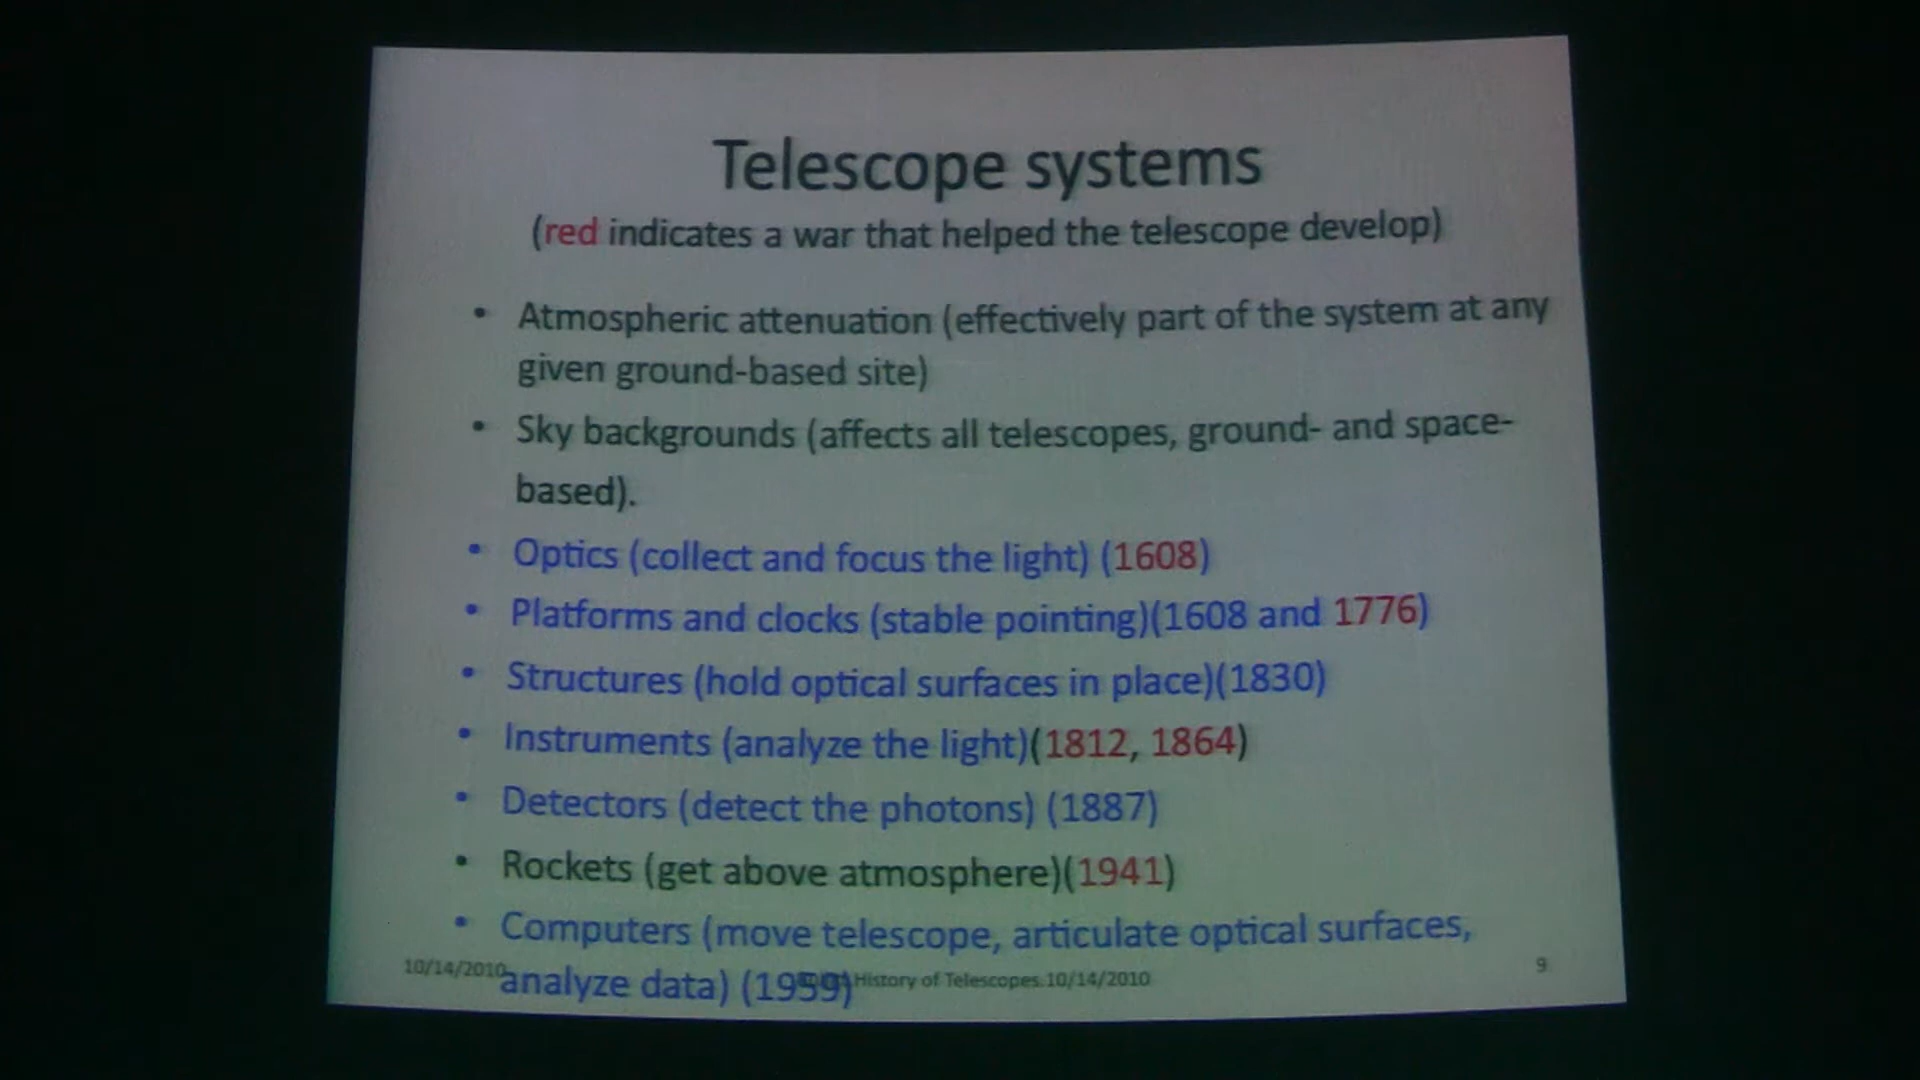 Telescope systems
(red indicates a war that helped the telescope develop)
• Atmospheric attenuation (effectively part of the system at any
given ground-based site)
• Sky backgrounds (affects all telescopes, ground- and space-
based).
• Optics (collect and focus the light) (1608)
• Platforms and clocks (stable pointing)(1608 and 1776)
• Structures (hold optical surfaces in place)(1830)
• Instruments (analyze the light)(1812, 1864)
• Detectors (detect the photons) (1887)
• Rockets (get above atmosphere)(1941)
• Computers (move telescope, articulate optical surfaces,
analyze data) (1959)
10/14/2010
History of Telescopes 10/14/2010
9